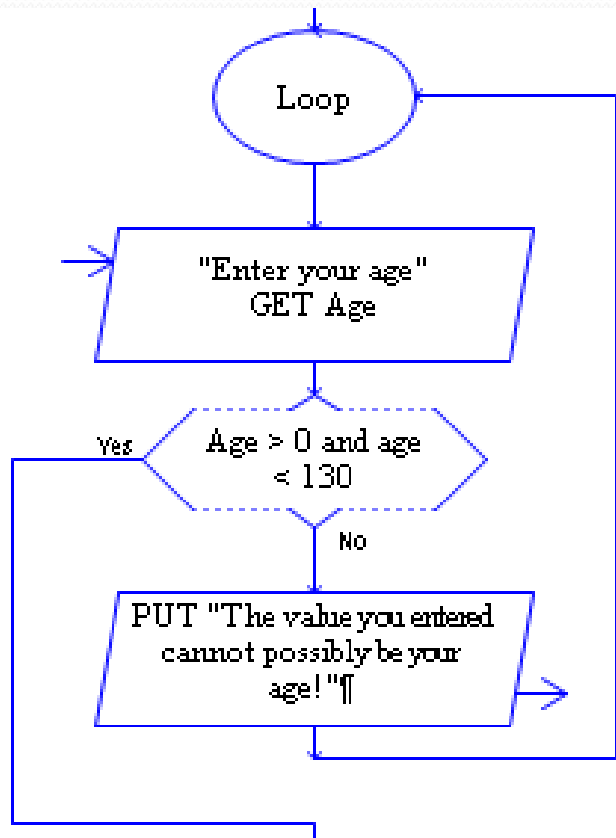 Loop
"Enter your age"
GET Age
Age > 0 and age
< 130
Yes
No
PUT "The value you entered
cannot possibly be your
age!"¶